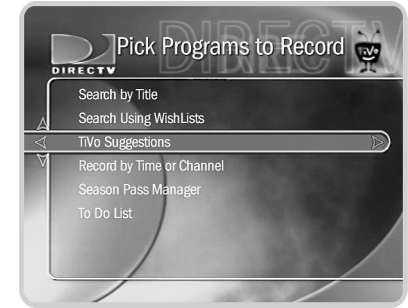 DIRECTV
Pick Programs to Record
TiVo
DIRECTV
Search by Title
Search Using WishLists
TiVo Suggestions
Record by Time or Channel
Season Pass Manager
To Do List